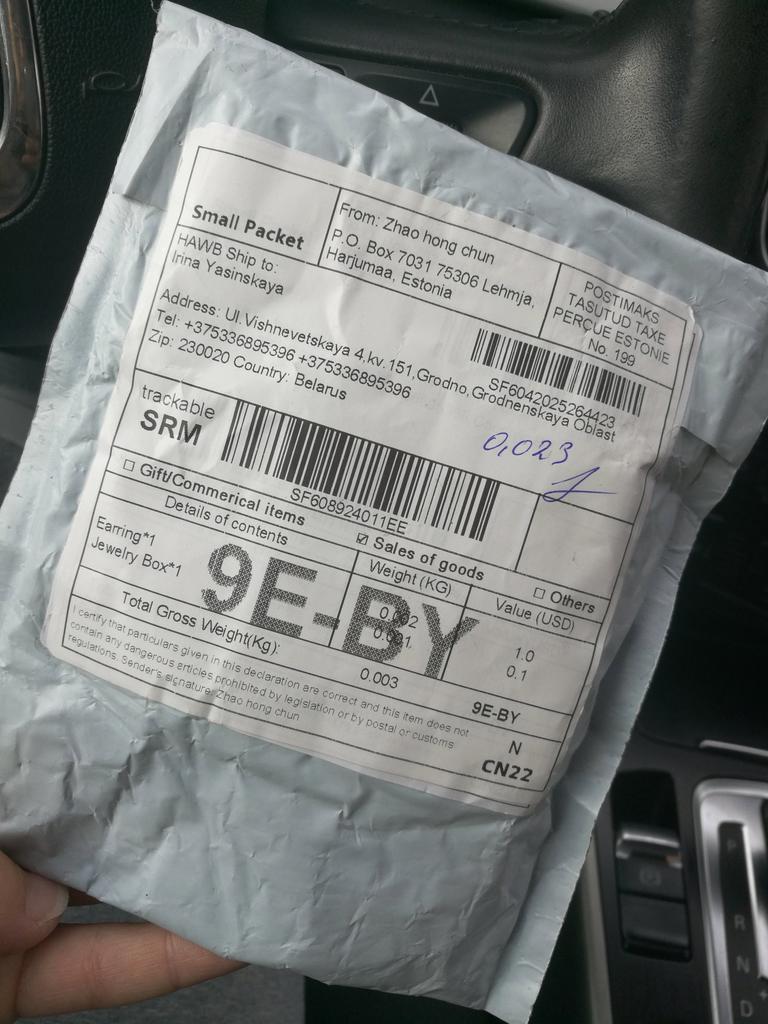 Small Packet
From: Zhao hong chun
P.O. Box 7031 75306 Lehmja,
Harjumaa, Estonia
POSTIMAKS
TASUTUD TAXE
PERÇUE ESTONIE
No. 199
HAWB Ship to:
Irina Yasinskaya
SF6042025264423
Address: Ul.Vishnevetskaya 4,kv.151,Grodno,Grodnenskaya Oblast
Tel: +375336895396 +375336895396
Zip: 230020 Country: Belarus
0,023
trackable
SRM
SF608924011EE
☐ Gift/Commerical items
☑ Sales of goods
☐ Others
Details of contents
Weight (KG)
Value (USD)
Earring*1
0.002
1.0
Jewelry Box*1
0.001
0.1
9E-BY
Total Gross Weight(Kg):
0.003
9E-BY
I certify that particulars given in this declaration are correct and this item does not
contain any dangerous articles prohibited by legislation or by postal or customs
regulations. Sender's signature: Zhao hong chun
N
CN22
P
R
N
D
+